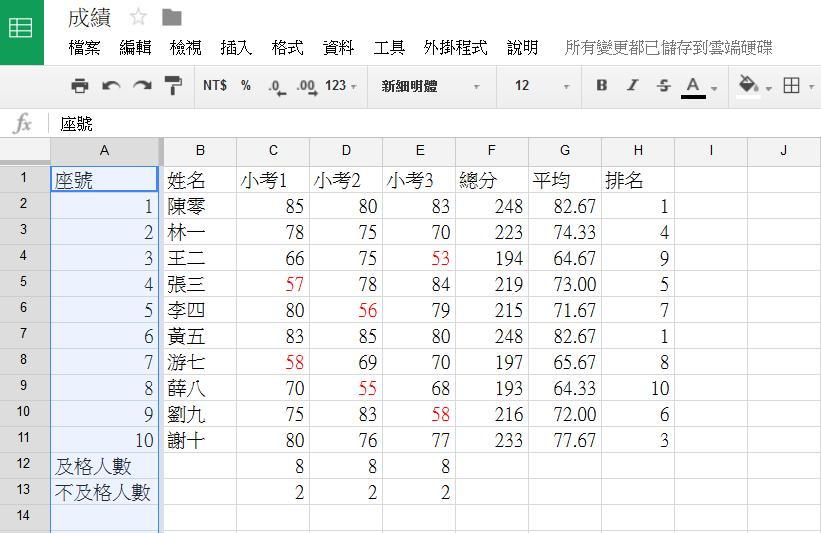 成績
檔案 編輯 檢視 插入 格式 資料 工具 外掛程式 說明 所有變更都已儲存到雲端硬碟
NT$ % .0 .00 123 新細明體 12 B I S A
fx 座號
A B C D E F G H I J
1 座號 姓名 小考1 小考2 小考3 總分 平均 排名
2 1 陳零 85 80 83 248 82.67 1
3 2 林一 78 75 70 223 74.33 4
4 3 王二 66 75 53 194 64.67 9
5 4 張三 57 78 84 219 73.00 5
6 5 李四 80 56 79 215 71.67 7
7 6 黃五 83 85 80 248 82.67 1
8 7 游七 58 69 70 197 65.67 8
9 8 薛八 70 55 68 193 64.33 10
10 9 劉九 75 83 58 216 72.00 6
11 10 謝十 80 76 77 233 77.67 3
12 及格人數 8 8 8
13 不及格人數 2 2 2
14